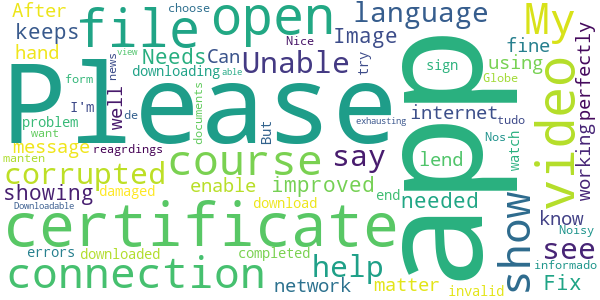 After
keeps
hand
file
open
Needs
downloading
Can
Unable
language
Image
choose
Nice
view
able
news
try
My
fine
using
Please
app
video
sign
Globe
perfectly
working
I'm
form
well
documents
But
de
problem
want
exhausting
internet
tudo
Nos
watch
message
reagrdings
manten
course
say
lend
corrupted
showing
damaged
enable
improved
needed
end
show
know
see
Downloadable
download
certificate
Noisy
informado
errors
downloaded
completed
help
matter
Fix
connection
network
invalid